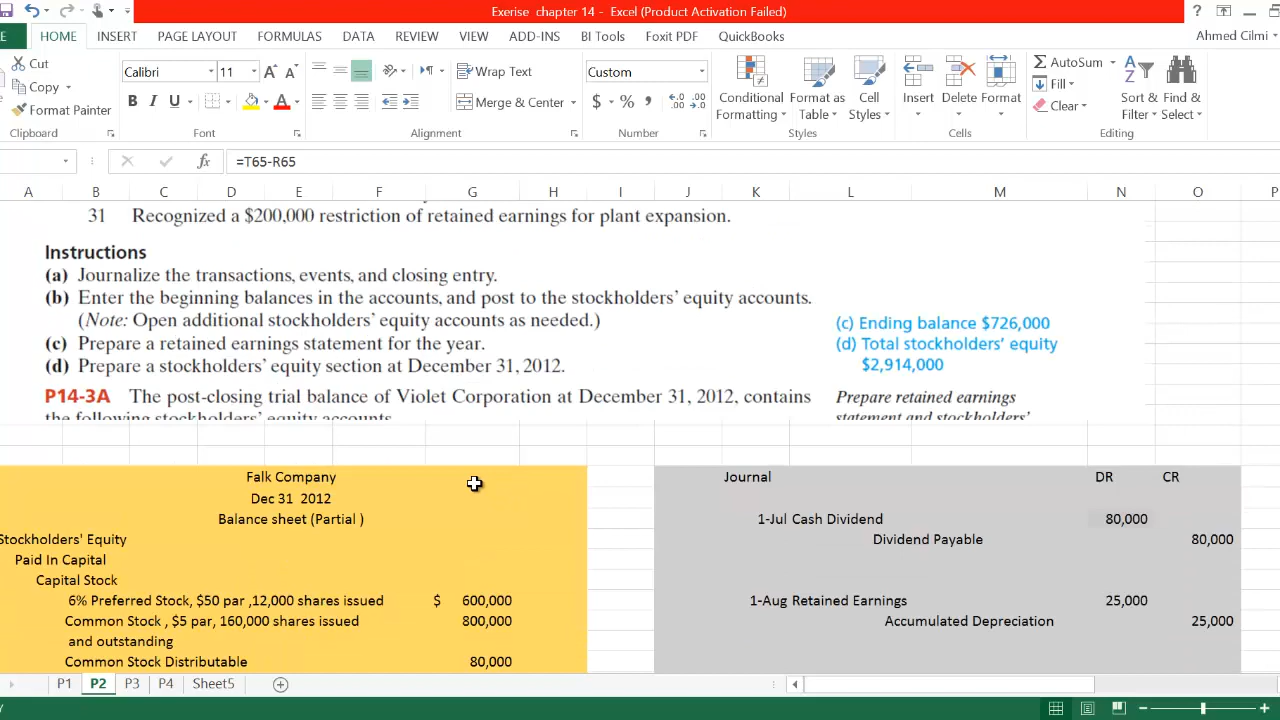 Exerise chapter 14 - Excel (Product Activation Failed)
?
E HOME INSERT PAGE LAYOUT FORMULAS DATA REVIEW VIEW ADD-INS BI Tools Foxit PDF QuickBooks Ahmed Cilmi
Cut
Copy
Format Painter
Clipboard
Calibri 11
B I U
Font
Wrap Text
Merge & Center
Alignment
Custom
$ % ,
Number
Conditional Formatting
Format as Table
Cell Styles
Styles
Insert Delete Format
Cells
AutoSum
Fill
Clear
Sort & Filter
Find & Select
Editing
fx =T65-R65
A B C D E F G H I J K L M N O P
31 Recognized a $200,000 restriction of retained earnings for plant expansion.
Instructions
(a) Journalize the transactions, events, and closing entry.
(b) Enter the beginning balances in the accounts, and post to the stockholders' equity accounts.
(Note: Open additional stockholders' equity accounts as needed.)
(c) Prepare a retained earnings statement for the year.
(d) Prepare a stockholders' equity section at December 31, 2012.
(c) Ending balance $726,000
(d) Total stockholders' equity
$2,914,000
P14-3A The post-closing trial balance of Violet Corporation at December 31, 2012, contains
the following stockholders' equity accounts.
Prepare retained earnings
statement and stockholders'
Falk Company
Dec 31 2012
Balance sheet (Partial )
Stockholders' Equity
Paid In Capital
Capital Stock
6% Preferred Stock, $50 par ,12,000 shares issued $ 600,000
Common Stock , $5 par, 160,000 shares issued 800,000
and outstanding
Common Stock Distributable 80,000
Journal DR CR
1-Jul Cash Dividend 80,000
Dividend Payable 80,000
1-Aug Retained Earnings 25,000
Accumulated Depreciation 25,000
P1 P2 P3 P4 Sheet5
Y